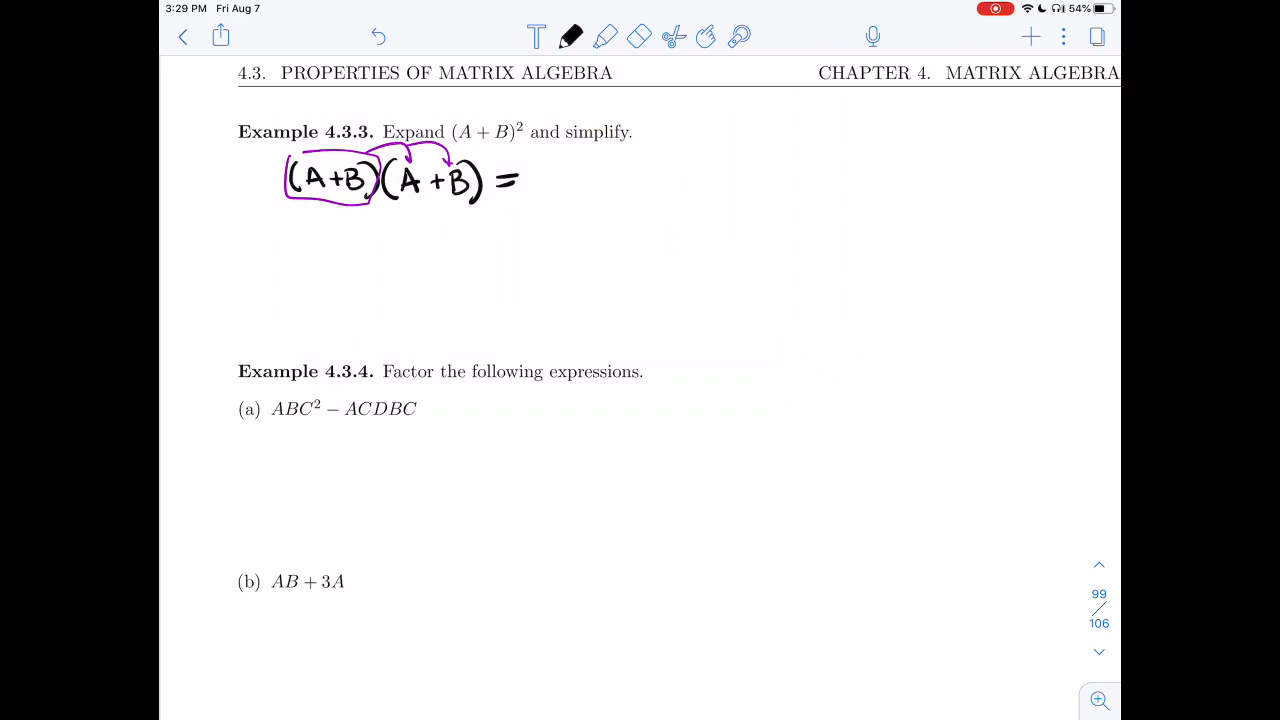 3:29 PM Fri Aug 7 54%
4.3. PROPERTIES OF MATRIX ALGEBRA CHAPTER 4. MATRIX ALGEBRA
Example 4.3.3. Expand (A + B)² and simplify.
(A+B)(A+B) =
Example 4.3.4. Factor the following expressions.
(a) ABC² − ACDBC
(b) AB + 3A
99
106